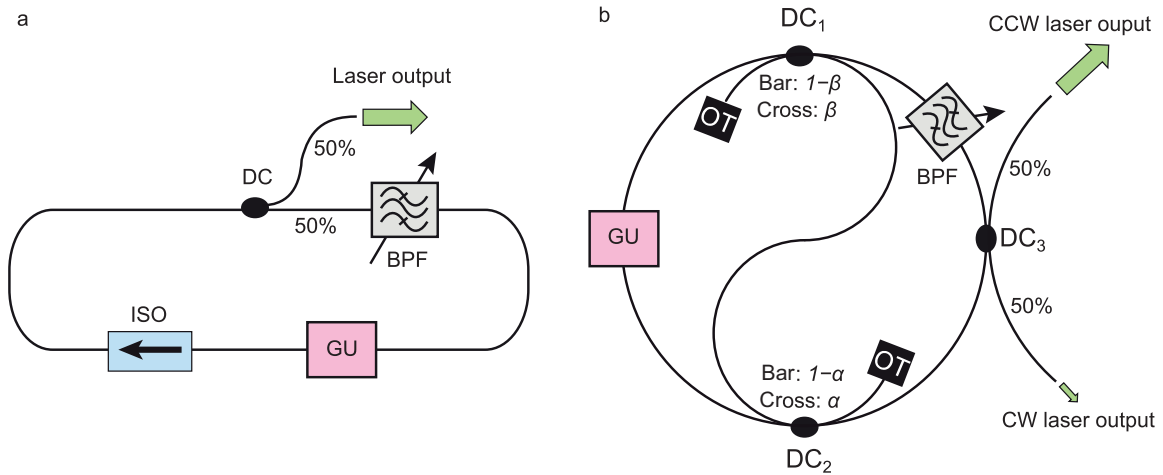 a
Laser output
50%
DC
50%
BPF
ISO
GU
b
DC₁
CCW laser ouput
Bar: 1−β
Cross: β
OT
BPF
50%
GU
DC₃
50%
OT
Bar: 1−α
Cross: α
CW laser output
DC₂